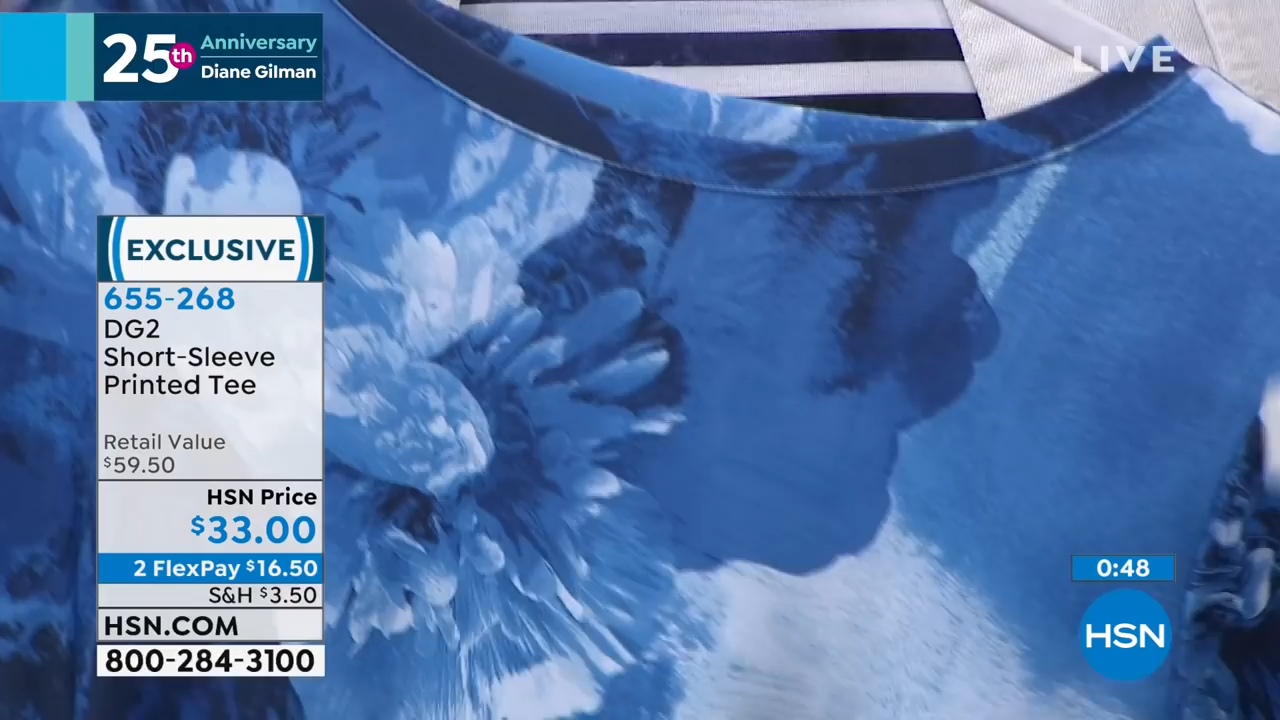 25th
Anniversary
Diane Gilman
LIVE
EXCLUSIVE
655-268
DG2
Short-Sleeve
Printed Tee
Retail Value
$59.50
HSN Price
$33.00
2 FlexPay $16.50
S&H $3.50
HSN.COM
800-284-3100
0:48
HSN